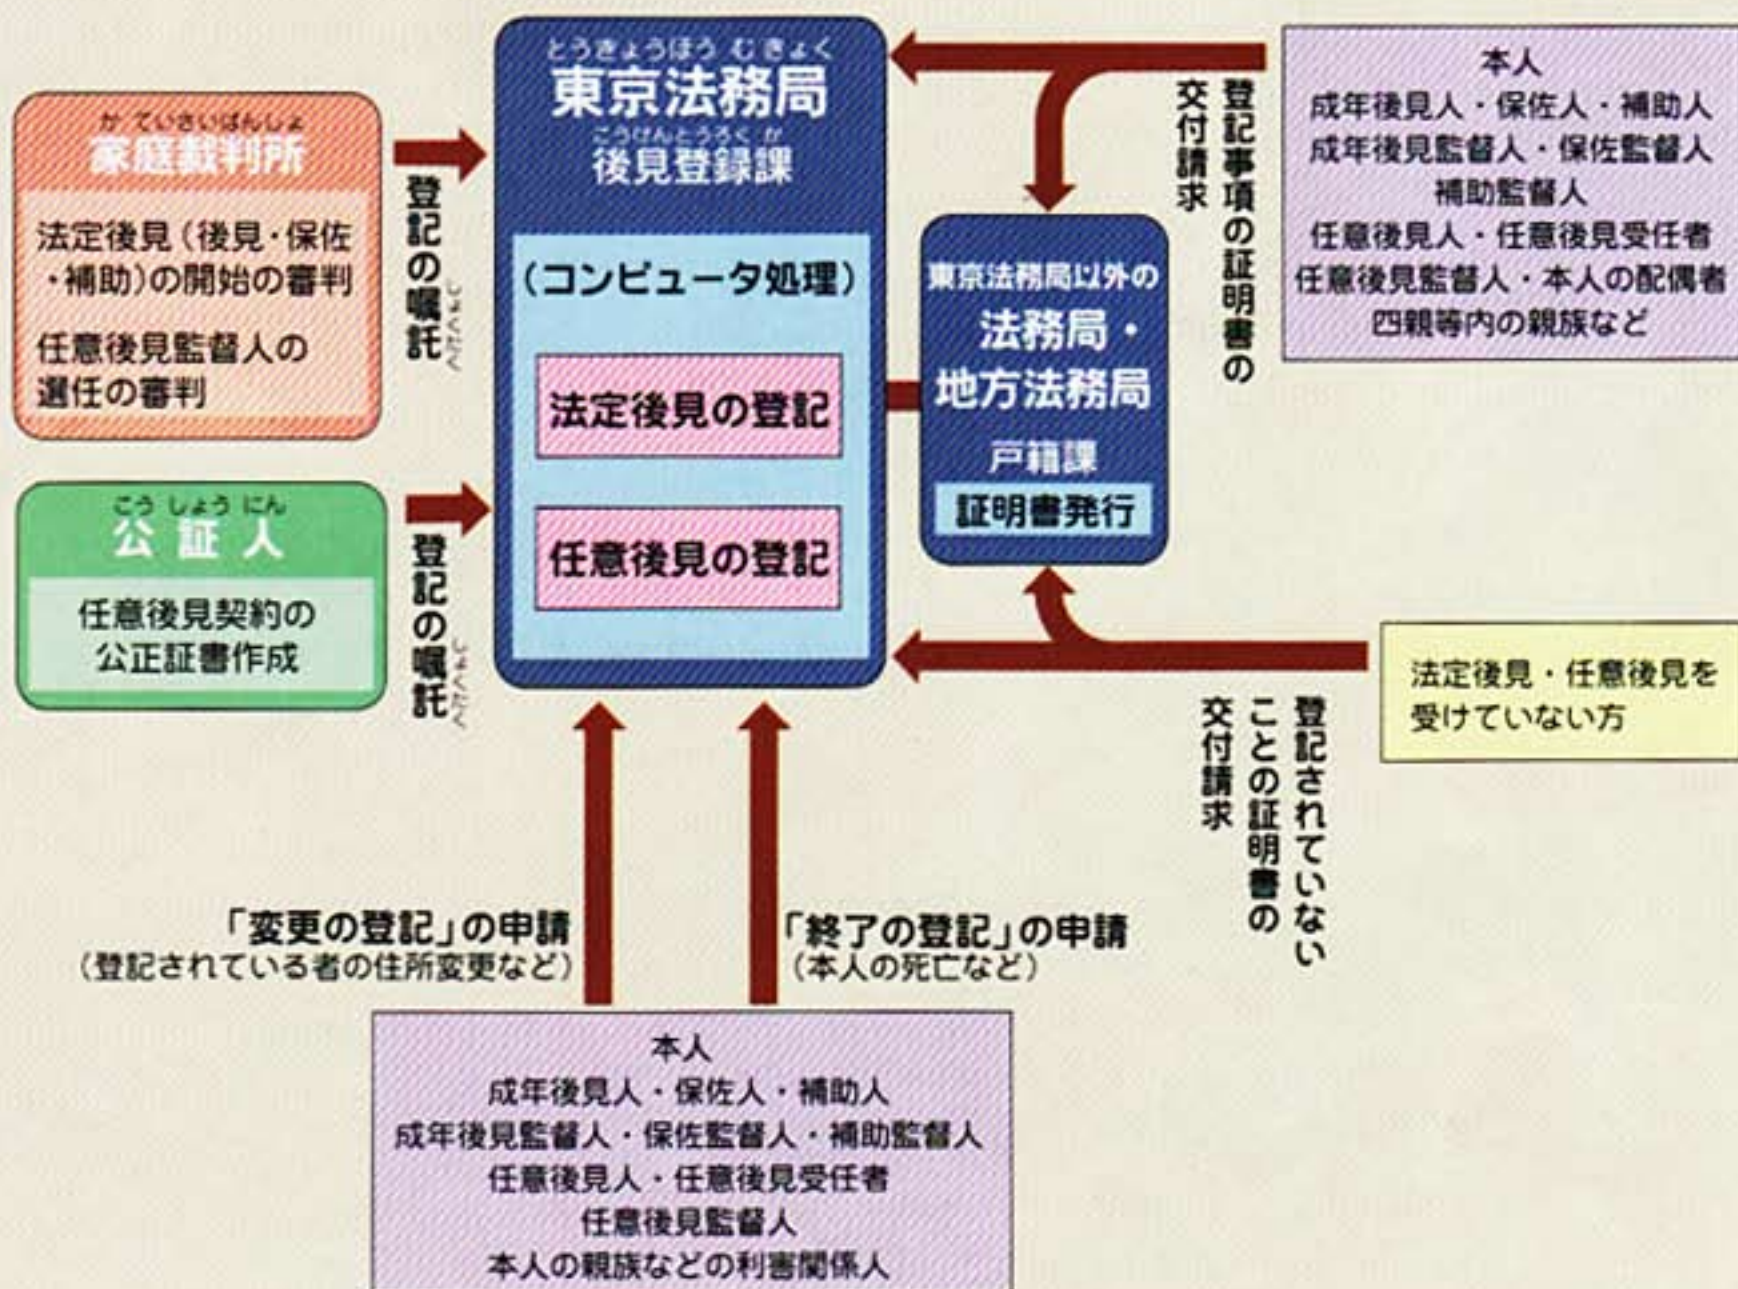 かていさいばんしょ
家庭裁判所
法定後見(後見・保佐
・補助)の開始の審判
任意後見監督人の
選任の審判
登記の嘱託
しょくたく
こうしょうにん
公証人
任意後見契約の
公正証書作成
登記の嘱託
しょくたく
とうきょうほうむきょく
東京法務局
こうけんとうろくか
後見登録課
(コンピュータ処理)
法定後見の登記
任意後見の登記
東京法務局以外の
法務局・
地方法務局
戸籍課
証明書発行
登記事項の証明書の
交付請求
本人
成年後見人・保佐人・補助人
成年後見監督人・保佐監督人
補助監督人
任意後見人・任意後見受任者
任意後見監督人・本人の配偶者
四親等内の親族など
法定後見・任意後見を
受けていない方
登記されていない
ことの証明書の
交付請求
「変更の登記」の申請
(登記されている者の住所変更など)
「終了の登記」の申請
(本人の死亡など)
本人
成年後見人・保佐人・補助人
成年後見監督人・保佐監督人・補助監督人
任意後見人・任意後見受任者
任意後見監督人
本人の親族などの利害関係人